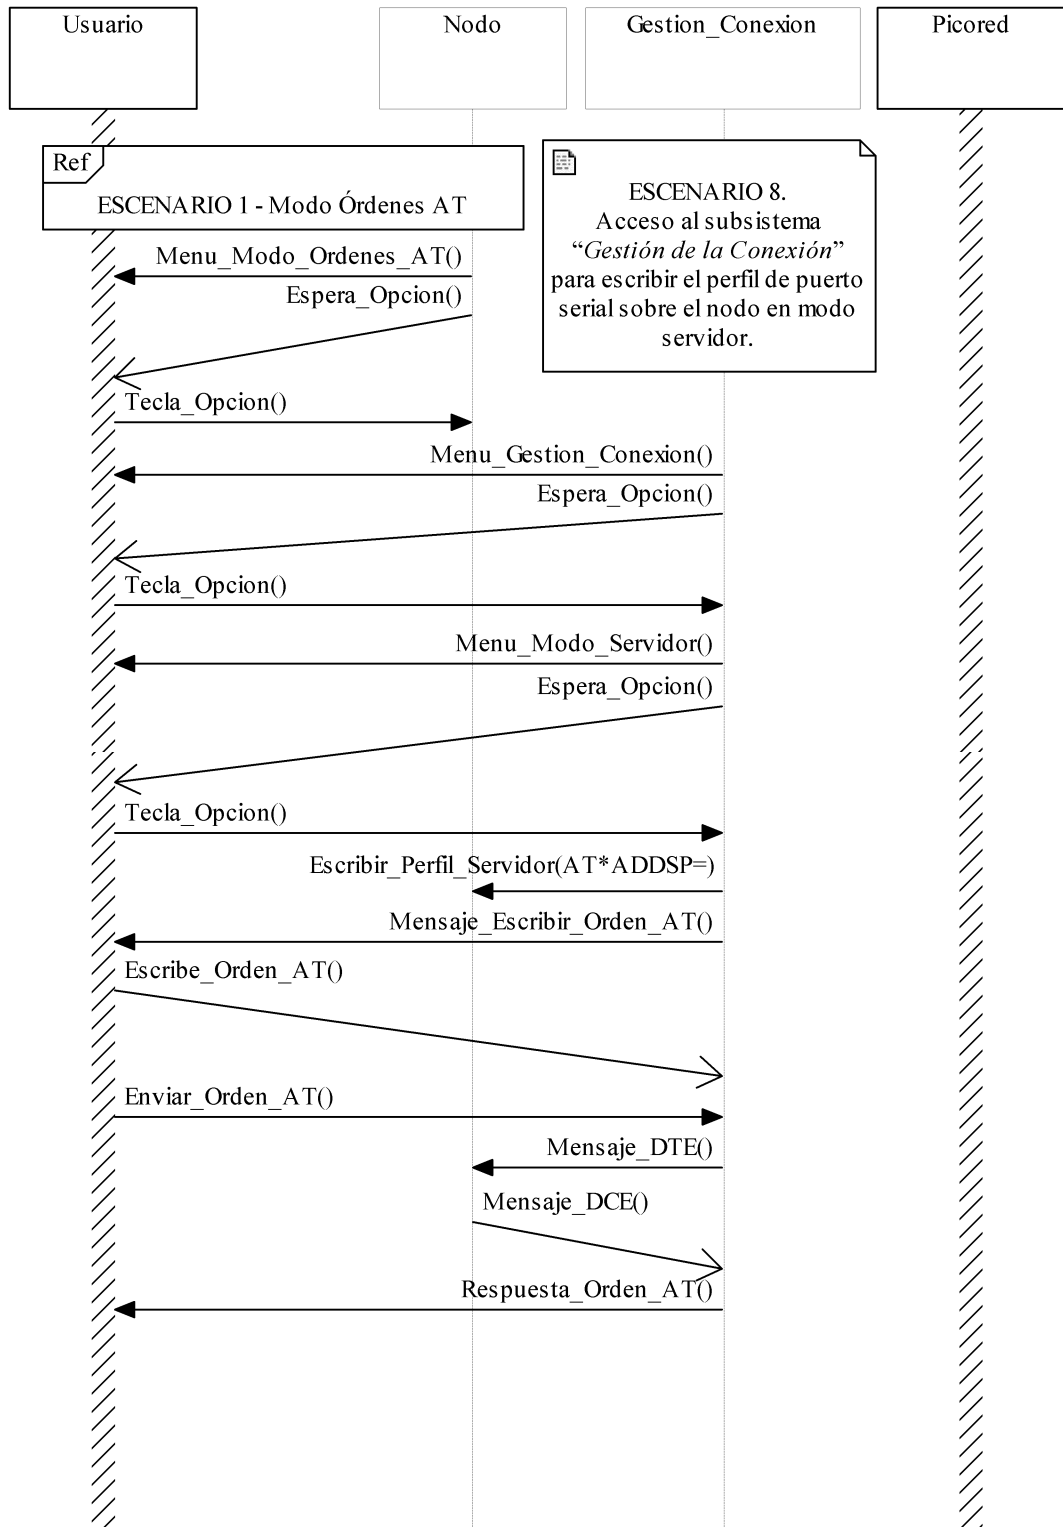 Usuario
Nodo
Gestion_Conexion
Picored
Ref
ESCENARIO 1 - Modo Órdenes AT
ESCENARIO 8.
Acceso al subsistema
“Gestión de la Conexión”
para escribir el perfil de puerto
serial sobre el nodo en modo
servidor.
Menu_Modo_Ordenes_AT()
Espera_Opcion()
Tecla_Opcion()
Menu_Gestion_Conexion()
Espera_Opcion()
Tecla_Opcion()
Menu_Modo_Servidor()
Espera_Opcion()
Tecla_Opcion()
Escribir_Perfil_Servidor(AT*ADDSP=)
Mensaje_Escribir_Orden_AT()
Escribe_Orden_AT()
Enviar_Orden_AT()
Mensaje_DTE()
Mensaje_DCE()
Respuesta_Orden_AT()